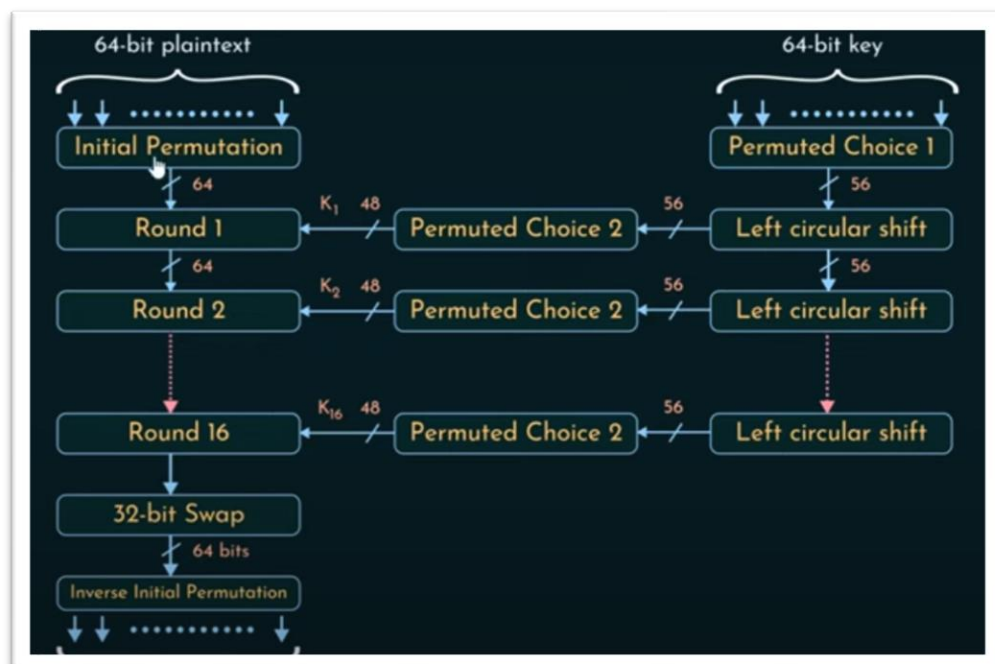 64-bit plaintext
64-bit key
Initial Permutation
Permuted Choice 1
64
56
K₁ 48
56
Round 1
Permuted Choice 2
Left circular shift
64
56
K₂ 48
56
Round 2
Permuted Choice 2
Left circular shift
K₁₆ 48
56
Round 16
Permuted Choice 2
Left circular shift
32-bit Swap
64 bits
Inverse Initial Permutation